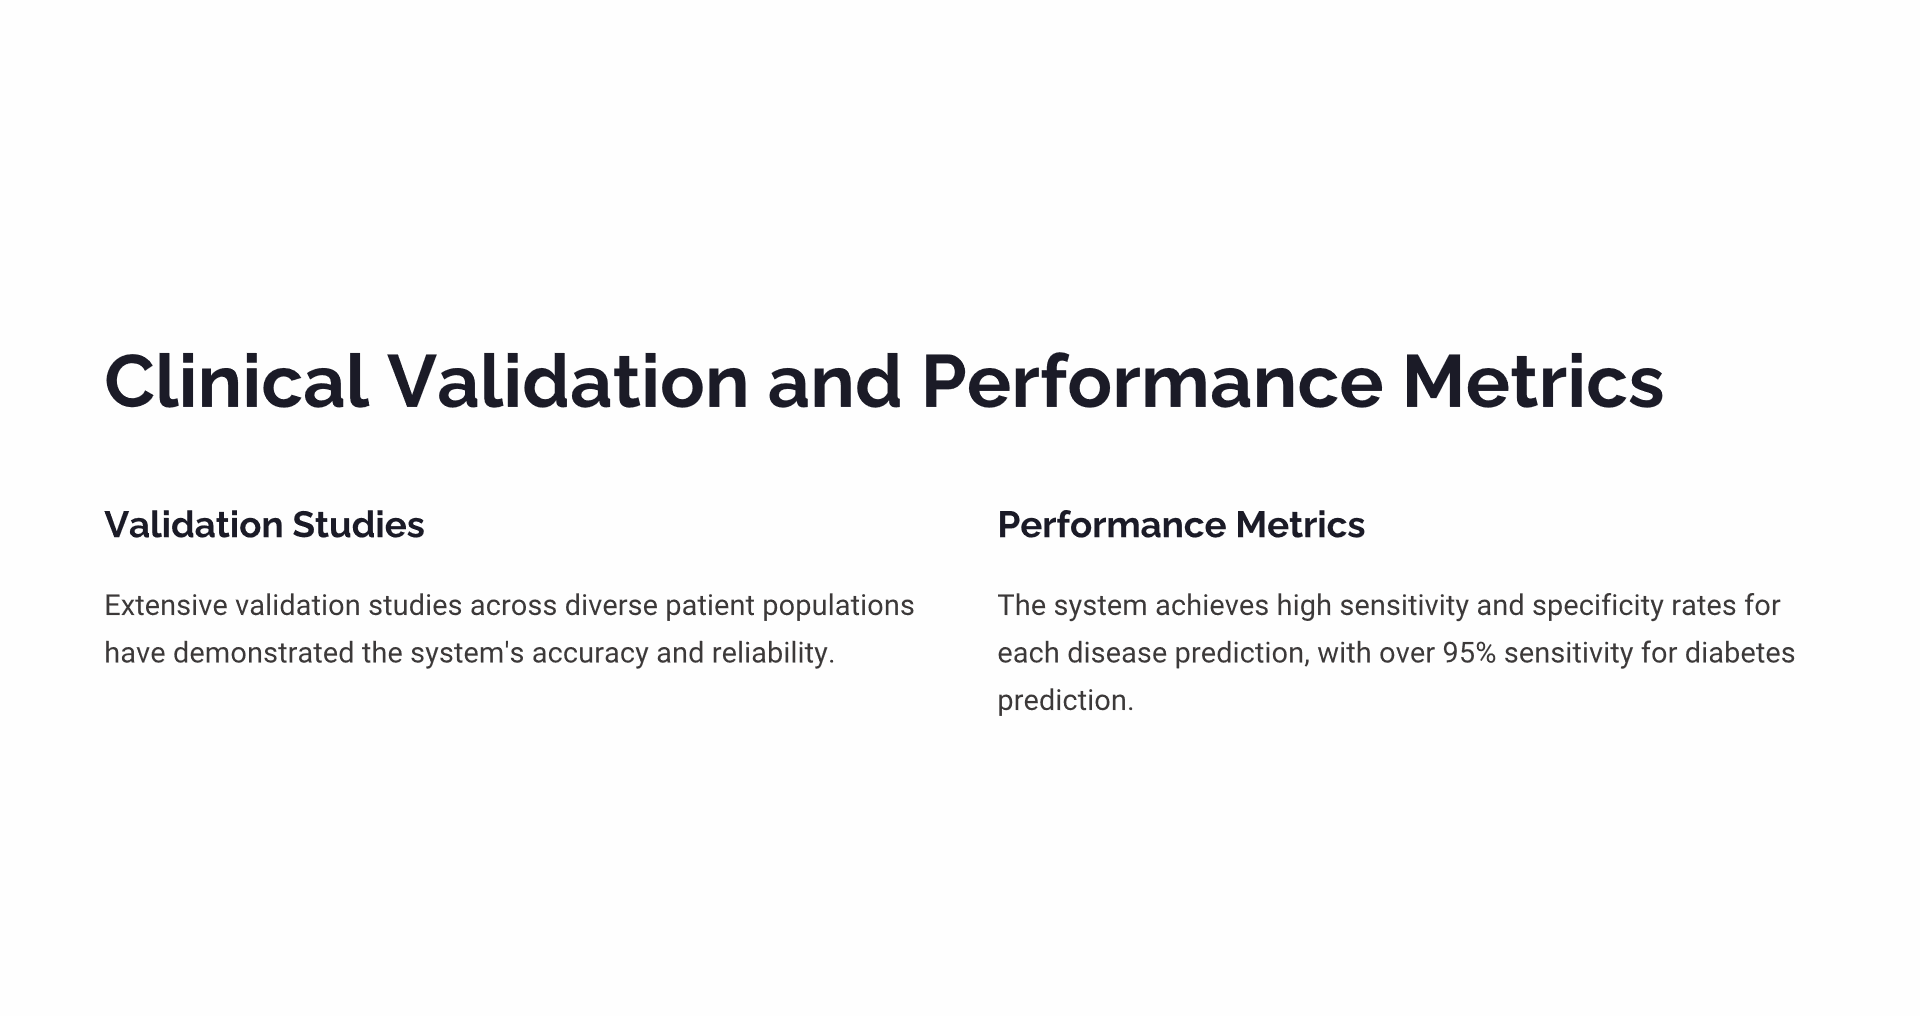 Clinical Validation and Performance Metrics
Validation Studies
Extensive validation studies across diverse patient populations
have demonstrated the system's accuracy and reliability.
Performance Metrics
The system achieves high sensitivity and specificity rates for
each disease prediction, with over 95% sensitivity for diabetes
prediction.